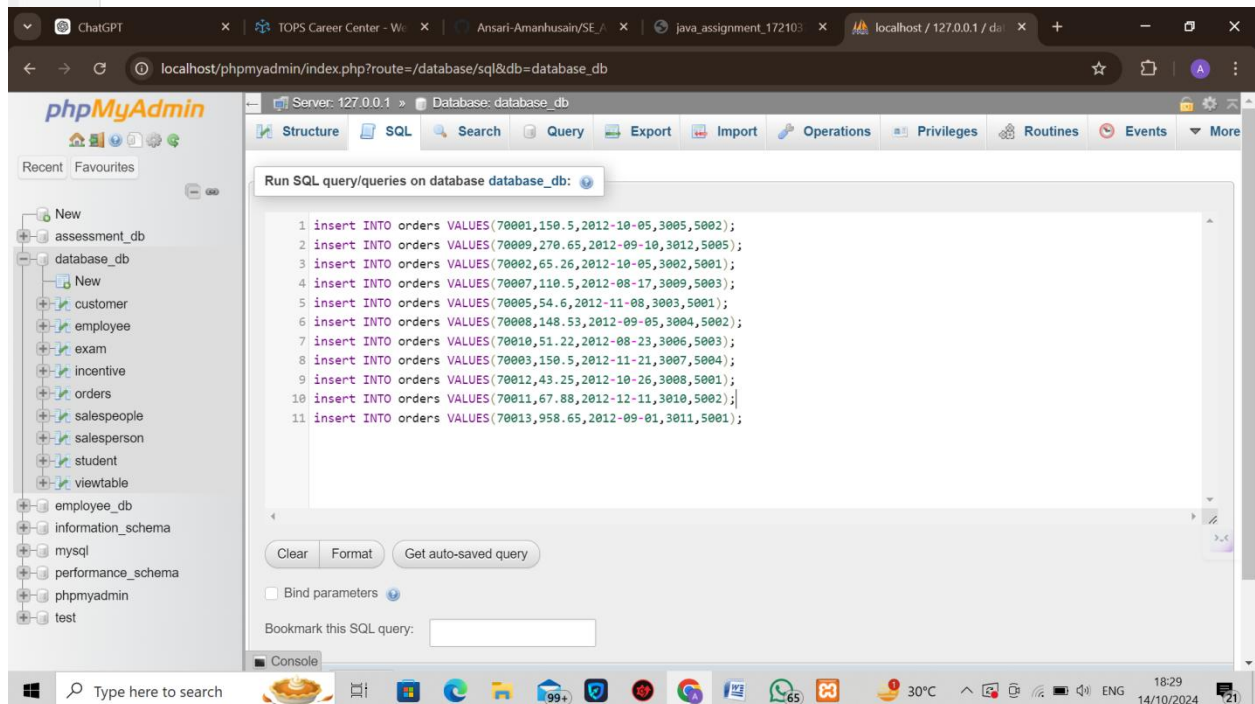 ChatGPT
TOPS Career Center - We
Ansari-Amanhusain/SE_A
java_assignment_172103
localhost / 127.0.0.1 / dat
localhost/phpmyadmin/index.php?route=/database/sql&db=database_db
A
phpMyAdmin
Recent Favourites
New
assessment_db
database_db
New
customer
employee
exam
incentive
orders
salespeople
salesperson
student
viewtable
employee_db
information_schema
mysql
performance_schema
phpmyadmin
test
Server: 127.0.0.1 » Database: database_db
Structure SQL Search Query Export Import Operations Privileges Routines Events More
Run SQL query/queries on database database_db:
1 insert INTO orders VALUES(70001,150.5,2012-10-05,3005,5002);
2 insert INTO orders VALUES(70009,270.65,2012-09-10,3012,5005);
3 insert INTO orders VALUES(70002,65.26,2012-10-05,3002,5001);
4 insert INTO orders VALUES(70007,110.5,2012-08-17,3009,5003);
5 insert INTO orders VALUES(70005,54.6,2012-11-08,3003,5001);
6 insert INTO orders VALUES(70008,148.53,2012-09-05,3004,5002);
7 insert INTO orders VALUES(70010,51.22,2012-08-23,3006,5003);
8 insert INTO orders VALUES(70003,150.5,2012-11-21,3007,5004);
9 insert INTO orders VALUES(70012,43.25,2012-10-26,3008,5001);
10 insert INTO orders VALUES(70011,67.88,2012-12-11,3010,5002);
11 insert INTO orders VALUES(70013,958.65,2012-09-01,3011,5001);
Clear Format Get auto-saved query
Bind parameters
Bookmark this SQL query:
Console
Type here to search
99+
65
30°C
ENG
18:29
14/10/2024
21